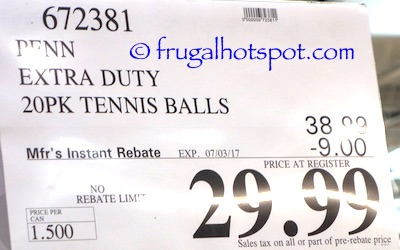 672381
© frugalhotspot.com
PENN
EXTRA DUTY
20PK TENNIS BALLS
38.99
Mfr's Instant Rebate EXP. 07/03/17 -9.00
PRICE AT REGISTER
NO
REBATE LIMIT
29.99
PRICE PER
CAN
1.500
Sales tax on all or part of pre-rebate price